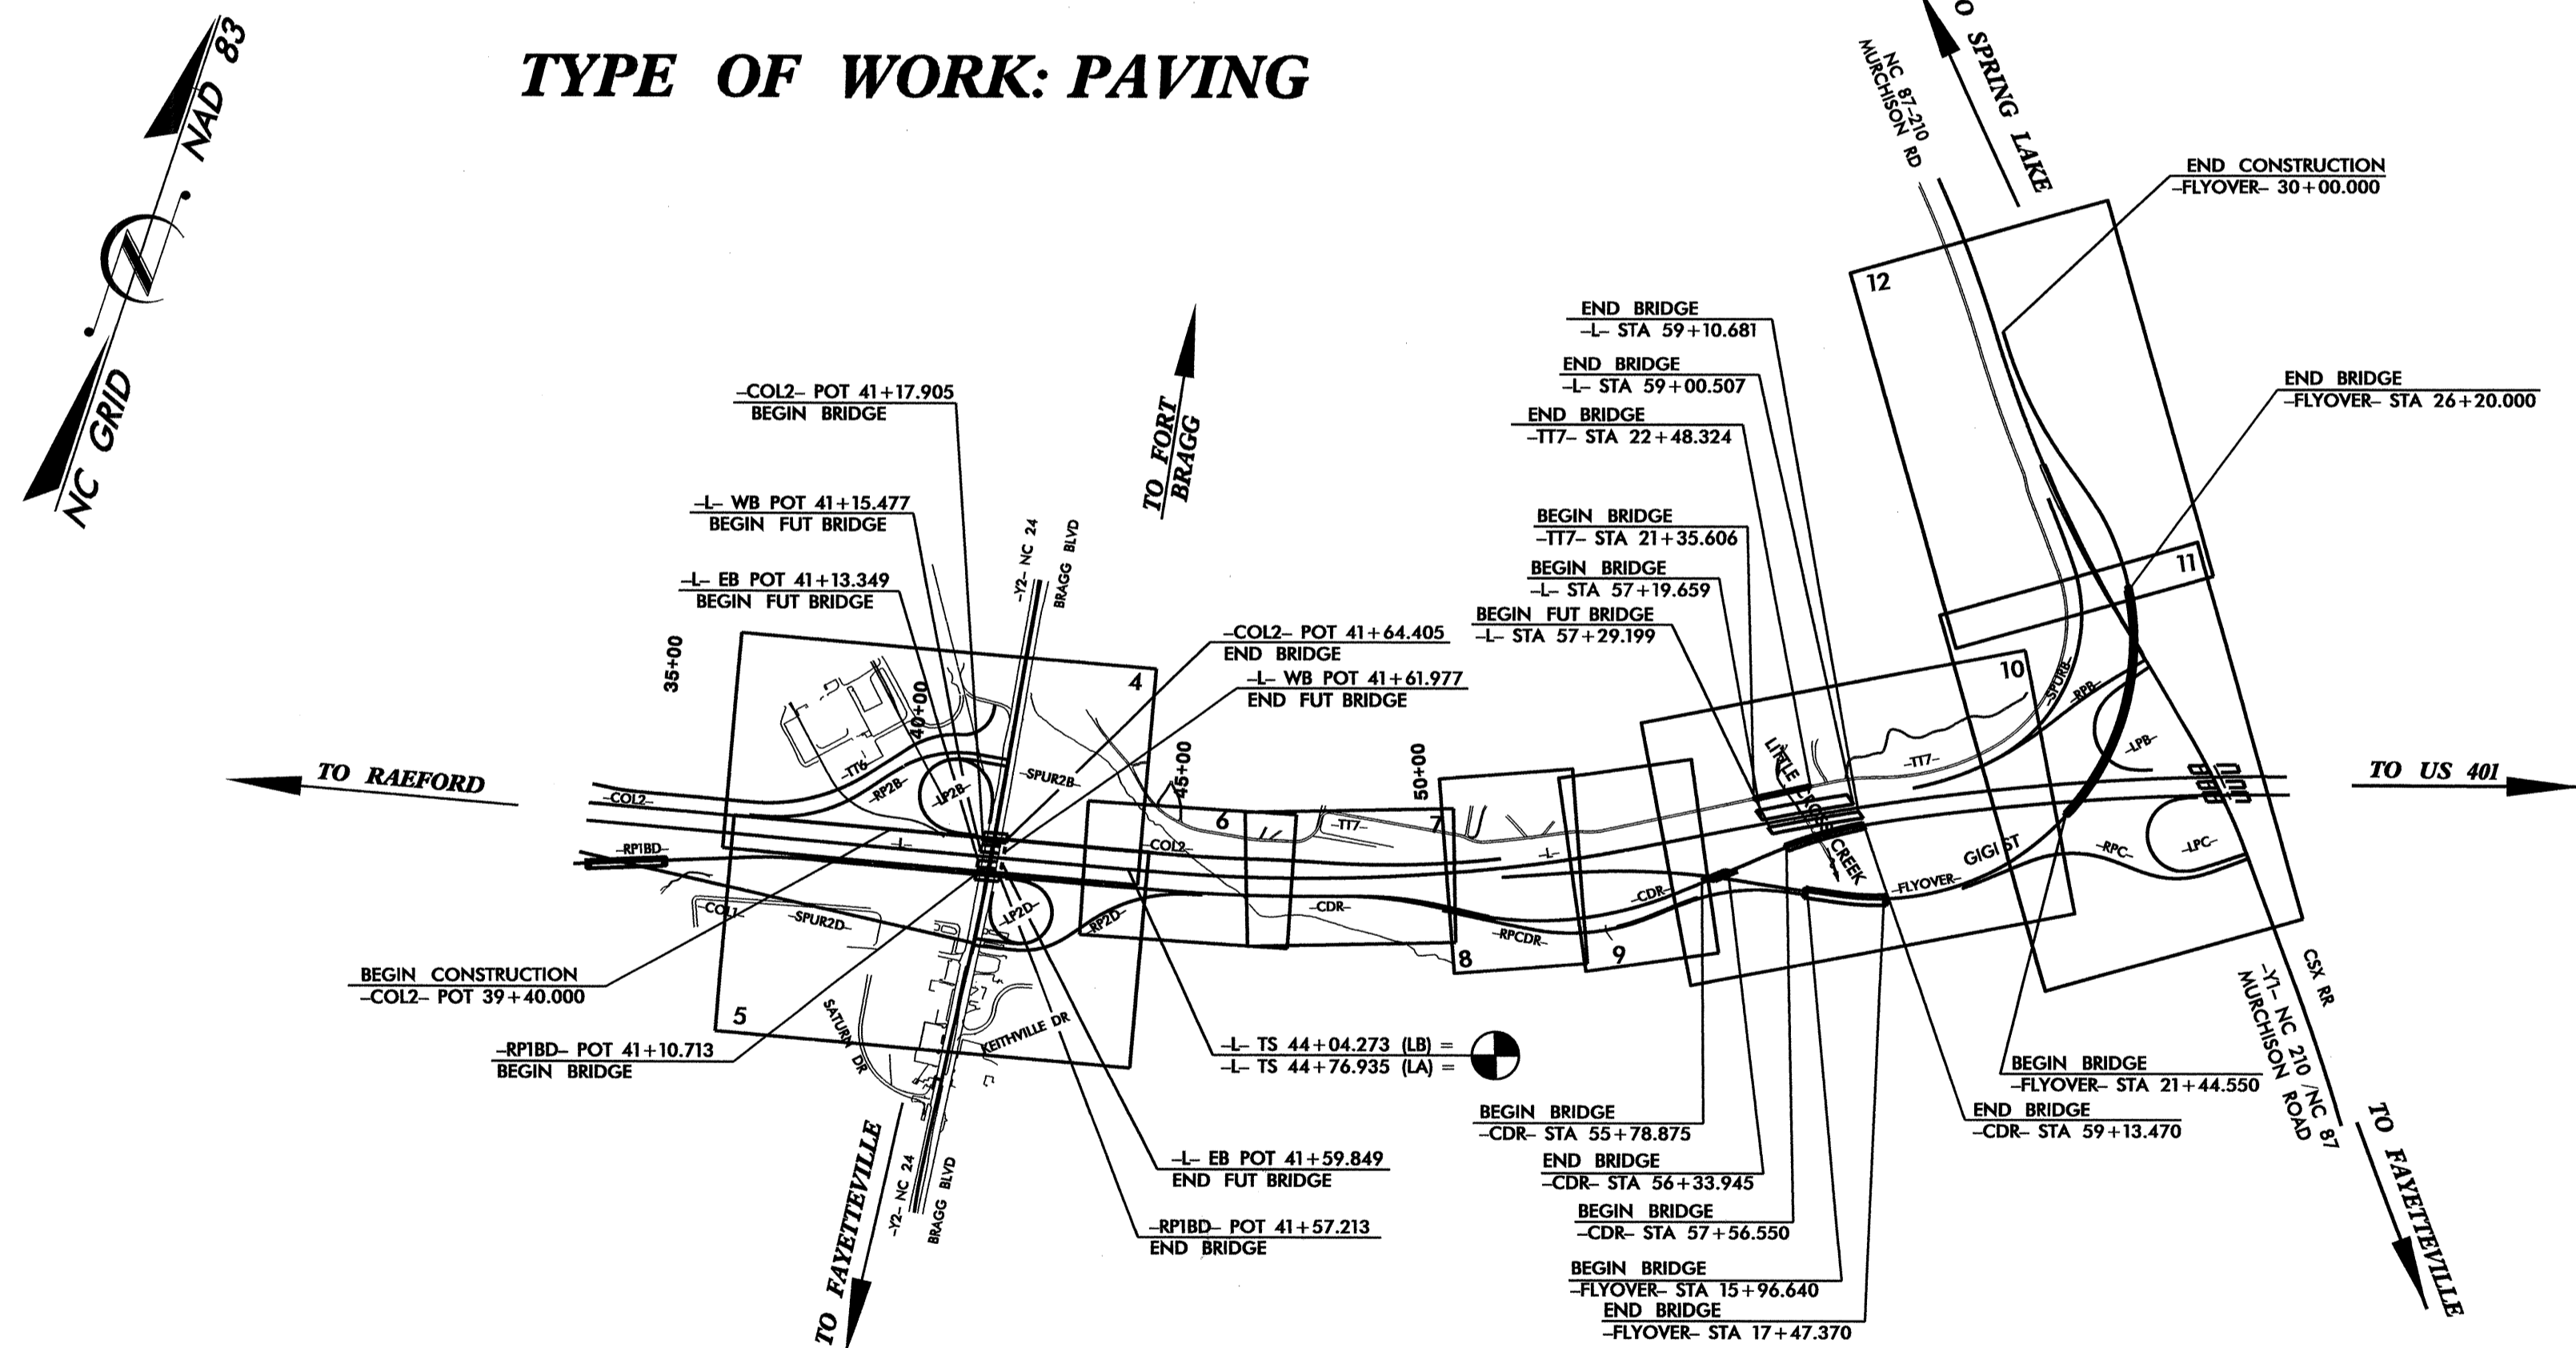 TYPE OF WORK: PAVING
NC GRID
NAD 83
TO SPRING LAKE
NC 87-210
MURCHISON RD
END CONSTRUCTION
-FLYOVER- 30+00.000
12
END BRIDGE
-L- STA 59+10.681
END BRIDGE
-L- STA 59+00.507
END BRIDGE
-TT7- STA 22+48.324
END BRIDGE
-FLYOVER- STA 26+20.000
-COL2- POT 41+17.905
BEGIN BRIDGE
TO FORT
BRAGG
-L- WB POT 41+15.477
BEGIN FUT BRIDGE
-L- EB POT 41+13.349
BEGIN FUT BRIDGE
-Y2- NC 24
BRAGG BLVD
BEGIN BRIDGE
-TT7- STA 21+35.606
BEGIN BRIDGE
-L- STA 57+19.659
BEGIN FUT BRIDGE
-L- STA 57+29.199
11
-COL2- POT 41+64.405
END BRIDGE
-L- WB POT 41+61.977
END FUT BRIDGE
35+00
4
40+00
45+00
50+00
10
-SPURB-
-RPB-
-LPB-
TO RAEFORD
TO US 401
-COL2-
-TT6-
-RP2B-
-LP2B-
-SPUR2B-
6
-TT7-
7
LITTLE
CREEK
-TT7-
-RP1BD-
-L-
-COL2-
-L-
GIGI ST
-RPC-
-LPC-
-COL1-
-SPUR2D-
-LP2D-
-RP2D-
-CDR-
-RPCDR-
-CDR-
-FLYOVER-
8
9
5
BEGIN CONSTRUCTION
-COL2- POT 39+40.000
-RP1BD- POT 41+10.713
BEGIN BRIDGE
SATURN DR
KEITHVILLE DR
-L- TS 44+04.273 (LB) =
-L- TS 44+76.935 (LA) =
CSX RR
-Y1- NC 210 /NC 87
MURCHISON ROAD
BEGIN BRIDGE
-FLYOVER- STA 21+44.550
END BRIDGE
-CDR- STA 59+13.470
BEGIN BRIDGE
-CDR- STA 55+78.875
END BRIDGE
-CDR- STA 56+33.945
BEGIN BRIDGE
-CDR- STA 57+56.550
BEGIN BRIDGE
-FLYOVER- STA 15+96.640
END BRIDGE
-FLYOVER- STA 17+47.370
-L- EB POT 41+59.849
END FUT BRIDGE
-RP1BD- POT 41+57.213
END BRIDGE
TO FAYETTEVILLE
-Y2- NC 24
BRAGG BLVD
TO FAYETTEVILLE